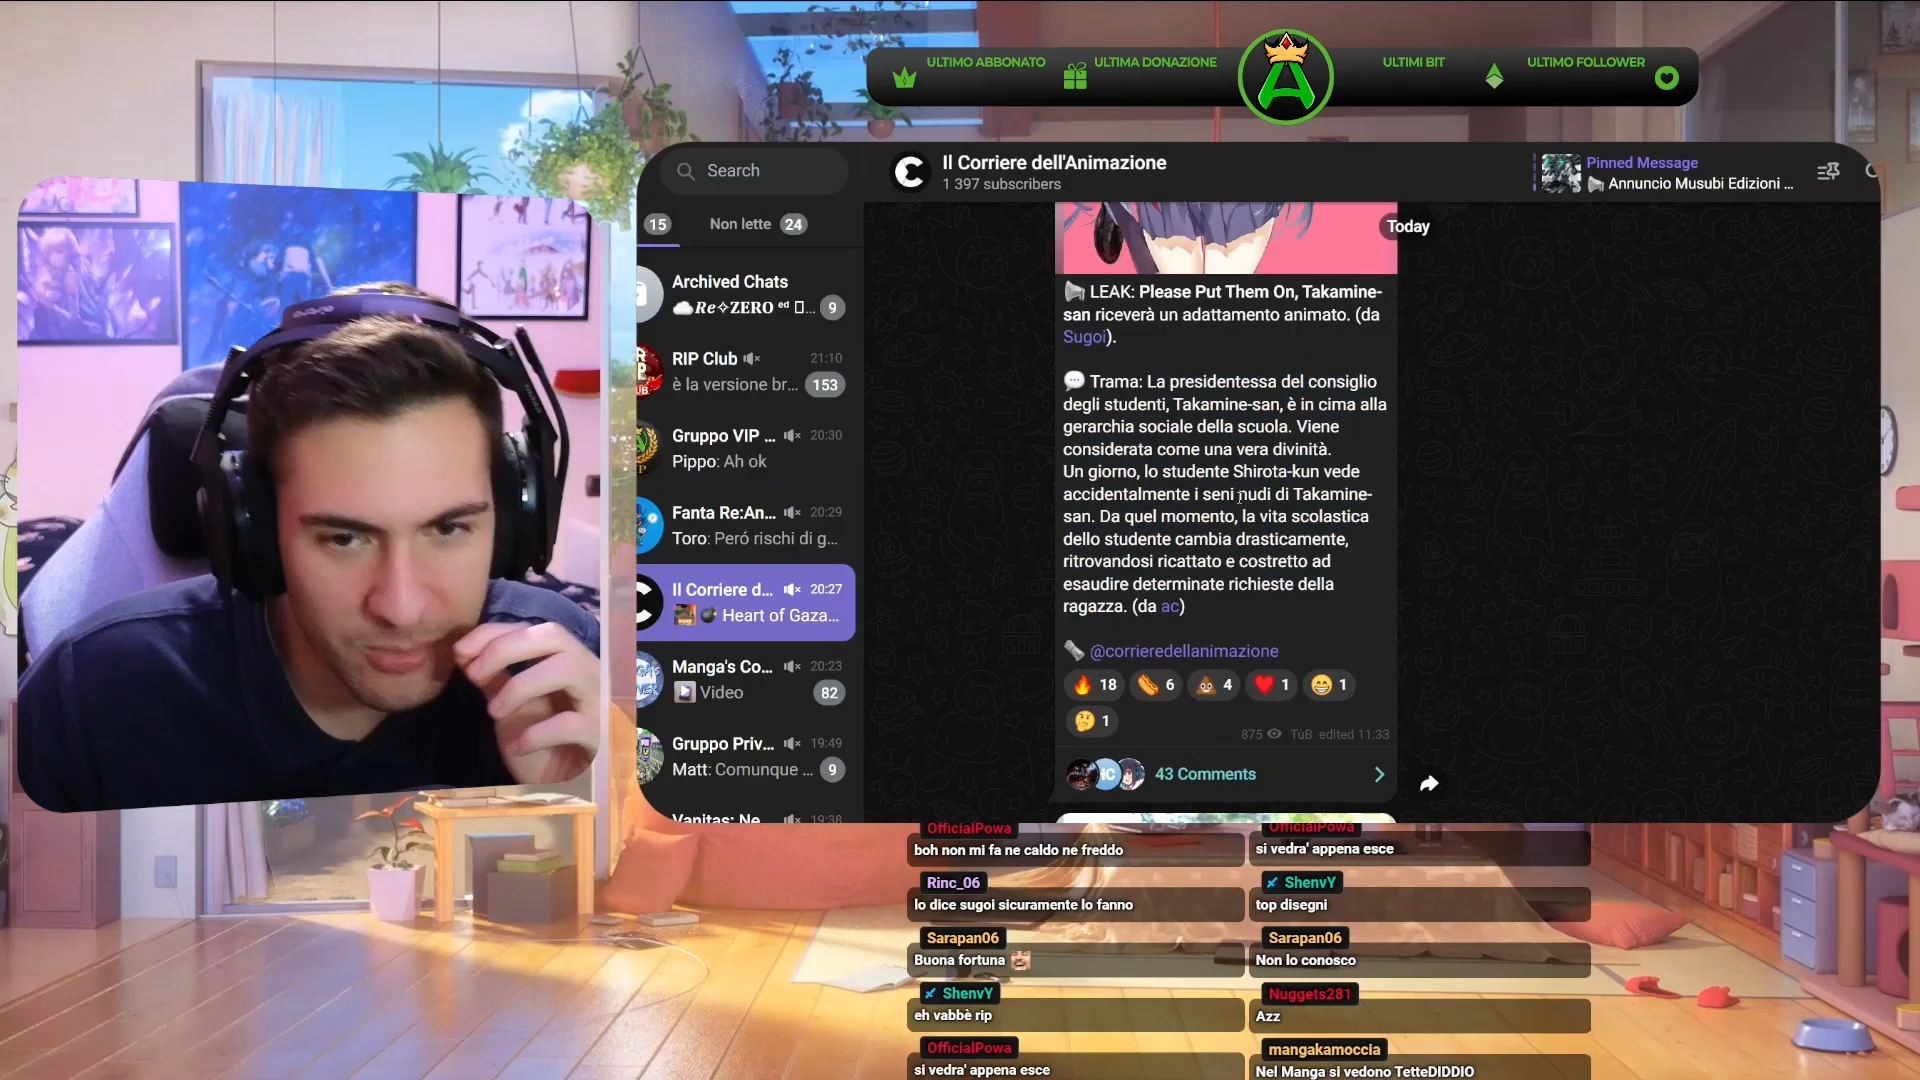 ULTIMO ABBONATO
ULTIMA DONAZIONE
ULTIMI BIT
ULTIMO FOLLOWER
Search
15
Non lette 24
Archived Chats
Re✧ZERO ᵉᵈ
9
RIP Club 21:10
è la versione br... 153
Gruppo VIP ... 20:30
Pippo: Ah ok
Fanta Re:An... 20:29
Toro: Peró rischi di g...
Il Corriere d... 20:27
Heart of Gaza...
Manga's Co... 20:23
Video 82
Gruppo Priv... 19:49
Matt: Comunque ... 9
Vanitas: Ne 19:38
Il Corriere dell'Animazione
1 397 subscribers
Pinned Message
Annuncio Musubi Edizioni ...
Today
LEAK: Please Put Them On, Takamine-
san riceverà un adattamento animato. (da
Sugoi).
Trama: La presidentessa del consiglio
degli studenti, Takamine-san, è in cima alla
gerarchia sociale della scuola. Viene
considerata come una vera divinità.
Un giorno, lo studente Shirota-kun vede
accidentalmente i seni nudi di Takamine-
san. Da quel momento, la vita scolastica
dello studente cambia drasticamente,
ritrovandosi ricattato e costretto ad
esaudire determinate richieste della
ragazza. (da ac)
@corrieredellanimazione
🔥 18 🌭 6 💩 4 ❤ 1 😁 1
🤔 1
875 TùB edited 11:33
43 Comments
OfficialPowa
boh non mi fa ne caldo ne freddo
Rinc_06
lo dice sugoi sicuramente lo fanno
Sarapan06
Buona fortuna
ShenvY
eh vabbè rip
OfficialPowa
si vedra' appena esce
OfficialPowa
si vedra' appena esce
ShenvY
top disegni
Sarapan06
Non lo conosco
Nuggets281
Azz
mangakamoccia
Nel Manga si vedono TetteDIDDIO